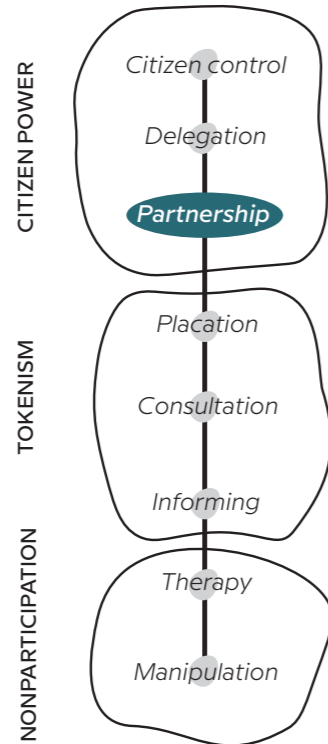 CITIZEN POWER
Citizen control
Delegation
Partnership
TOKENISM
Placation
Consultation
Informing
NONPARTICIPATION
Therapy
Manipulation